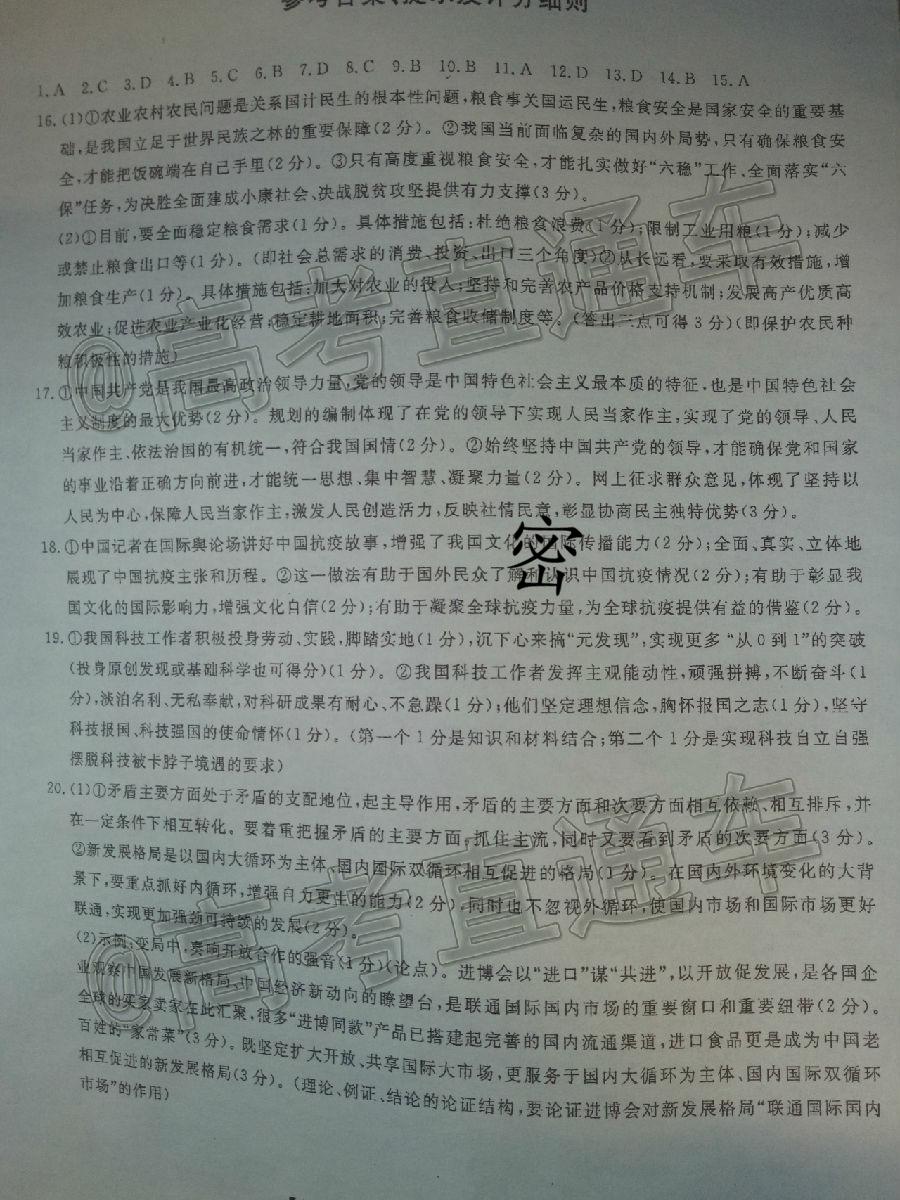 参考答案、提示及评分细则
1.A 2.C 3.D 4.B 5.C 6.B 7.D 8.C 9.B 10.B 11.A 12.D 13.D 14.B 15.A
16.(1)①农业农村农民问题是关系国计民生的根本性问题,粮食事关国运民生,粮食安全是国家安全的重要基
础,是我国立足于世界民族之林的重要保障(2分)。②我国当前面临复杂的国内外局势,只有确保粮食安
全,才能把饭碗端在自己手里(2分)。③只有高度重视粮食安全,才能扎实做好“六稳”工作、全面落实“六
保”任务,为决胜全面建成小康社会、决战脱贫攻坚提供有力支撑(3分)。
(2)①目前,要全面稳定粮食需求(1分)。具体措施包括:杜绝粮食浪费(1分);限制工业用粮(1分);减少
或禁止粮食出口等(1分)。(即社会总需求的消费、投资、出口三个角度)②从长远看,要采取有效措施,增
加粮食生产(1分)。具体措施包括:加大对农业的投入;坚持和完善农产品价格支持机制;发展高产优质高
效农业;促进农业产业化经营;稳定耕地面积;完善粮食收储制度等。(答出三点可得3分)(即保护农民种
粮积极性的措施)
17.①中国共产党是我国最高政治领导力量,党的领导是中国特色社会主义最本质的特征,也是中国特色社会
主义制度的最大优势(2分)。规划的编制体现了在党的领导下实现人民当家作主,实现了党的领导、人民
当家作主、依法治国的有机统一,符合我国国情(2分)。②始终坚持中国共产党的领导,才能确保党和国家
的事业沿着正确方向前进,才能统一思想、集中智慧、凝聚力量(2分)。网上征求群众意见,体现了坚持以
人民为中心,保障人民当家作主,激发人民创造活力,反映社情民意,彰显协商民主独特优势(3分)。
密
18.①中国记者在国际舆论场讲好中国抗疫故事,增强了我国文化的国际传播能力(2分);全面、真实、立体地
展现了中国抗疫主张和历程。②这一做法有助于国外民众了解和认识中国抗疫情况(2分);有助于彰显我
国文化的国际影响力,增强文化自信(2分);有助于凝聚全球抗疫力量,为全球抗疫提供有益的借鉴(2分)。
19.①我国科技工作者积极投身劳动、实践,脚踏实地(1分),沉下心来搞“元发现”,实现更多“从0到1”的突破
(投身原创发现或基础科学也可得分)(1分)。②我国科技工作者发挥主观能动性,顽强拼搏,不断奋斗(1
分),淡泊名利、无私奉献,对科研成果有耐心、不急躁(1分);他们坚定理想信念,胸怀报国之志(1分),坚守
科技报国、科技强国的使命情怀(1分)。(第一个1分是知识和材料结合;第二个1分是实现科技自立自强
摆脱科技被卡脖子境遇的要求)
20.(1)①矛盾主要方面处于矛盾的支配地位,起主导作用,矛盾的主要方面和次要方面相互依赖、相互排斥,并
在一定条件下相互转化。要着重把握矛盾的主要方面,抓住主流,同时又要看到矛盾的次要方面(3分)。
②新发展格局是以国内大循环为主体、国内国际双循环相互促进的格局(1分)。在国内外环境变化的大背
景下,要重点抓好内循环,增强自力更生的能力(2分),同时也不忽视外循环,使国内市场和国际市场更好
联通,实现更加强劲可持续的发展(2分)。
(2)示例:变局中,奏响开放合作的强音(1分)(论点)。进博会以“进口”谋“共进”,以开放促发展,是各国企
业观察中国发展新格局、中国经济新动向的瞭望台,是联通国际国内市场的重要窗口和重要纽带(2分)。
全球的买家卖家在此汇聚,很多“进博同款”产品已搭建起完善的国内流通渠道,进口食品更是成为中国老
百姓的“家常菜”(3分)。既坚定扩大开放、共享国际大市场,更服务于国内大循环为主体、国内国际双循环
相互促进的新发展格局(3分)。(理论、例证、结论的论证结构,要论证进博会对新发展格局“联通国际国内
市场”的作用)
@高考直通车
@高考直通车